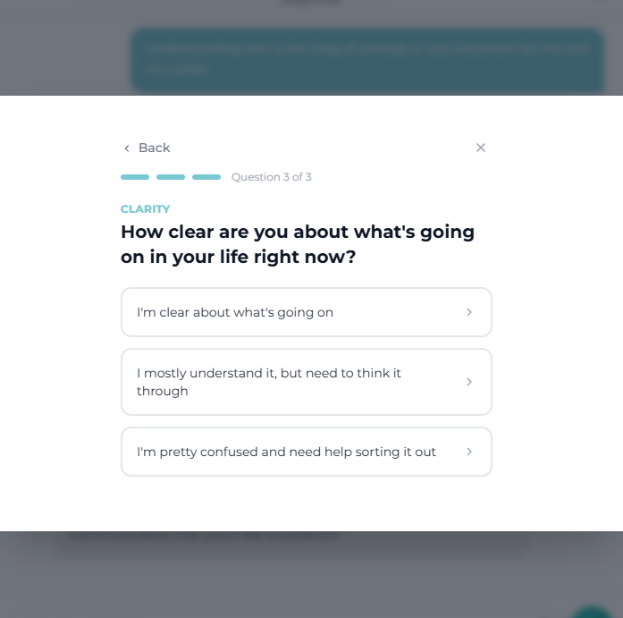 Back
Question 3 of 3
CLARITY
How clear are you about what's going
on in your life right now?
I'm clear about what's going on
I mostly understand it, but need to think it
through
I'm pretty confused and need help sorting it out